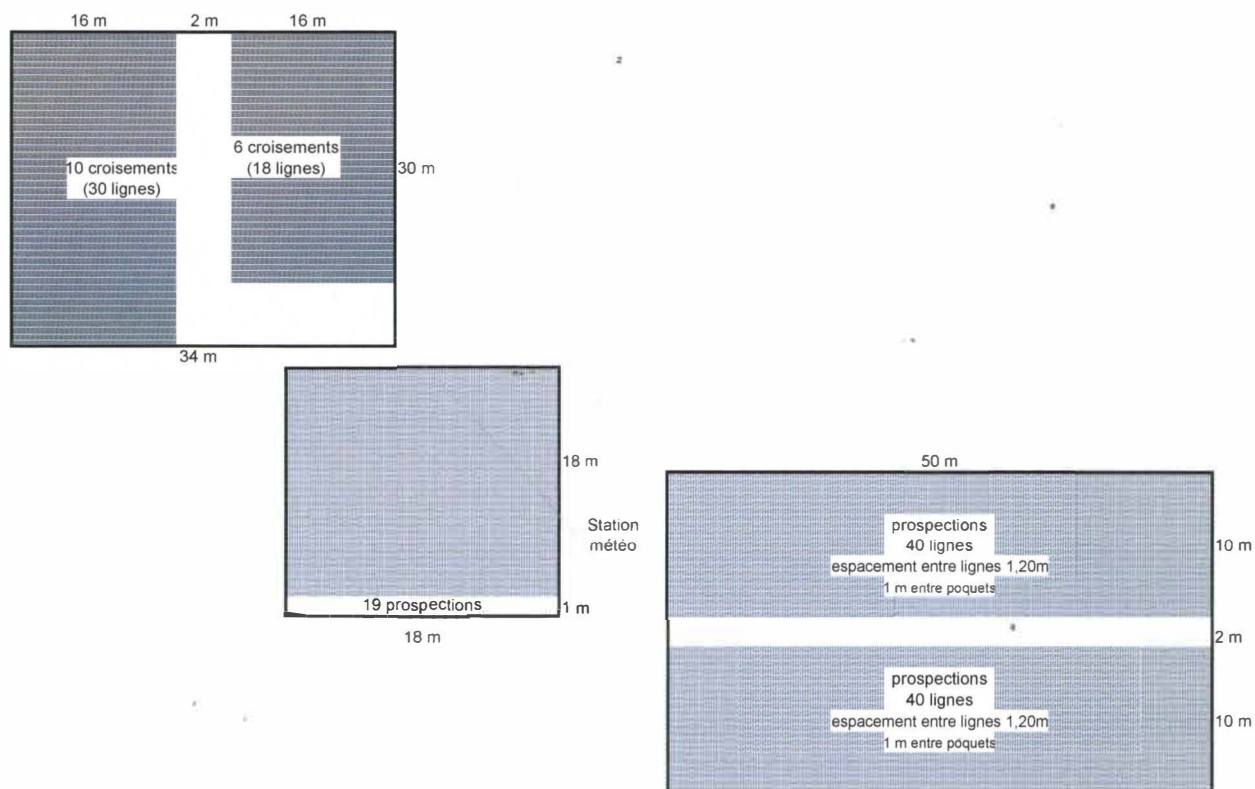 16 m
2 m
16 m
10 croisements
(30 lignes)
6 croisements
(18 lignes)
30 m
34 m
18 m
19 prospections
1 m
18 m
Station
météo
50 m
prospections
40 lignes
espacement entre lignes 1,20m
1 m entre poquets
10 m
2 m
prospections
40 lignes
espacement entre lignes 1,20m
1 m entre poquets
10 m